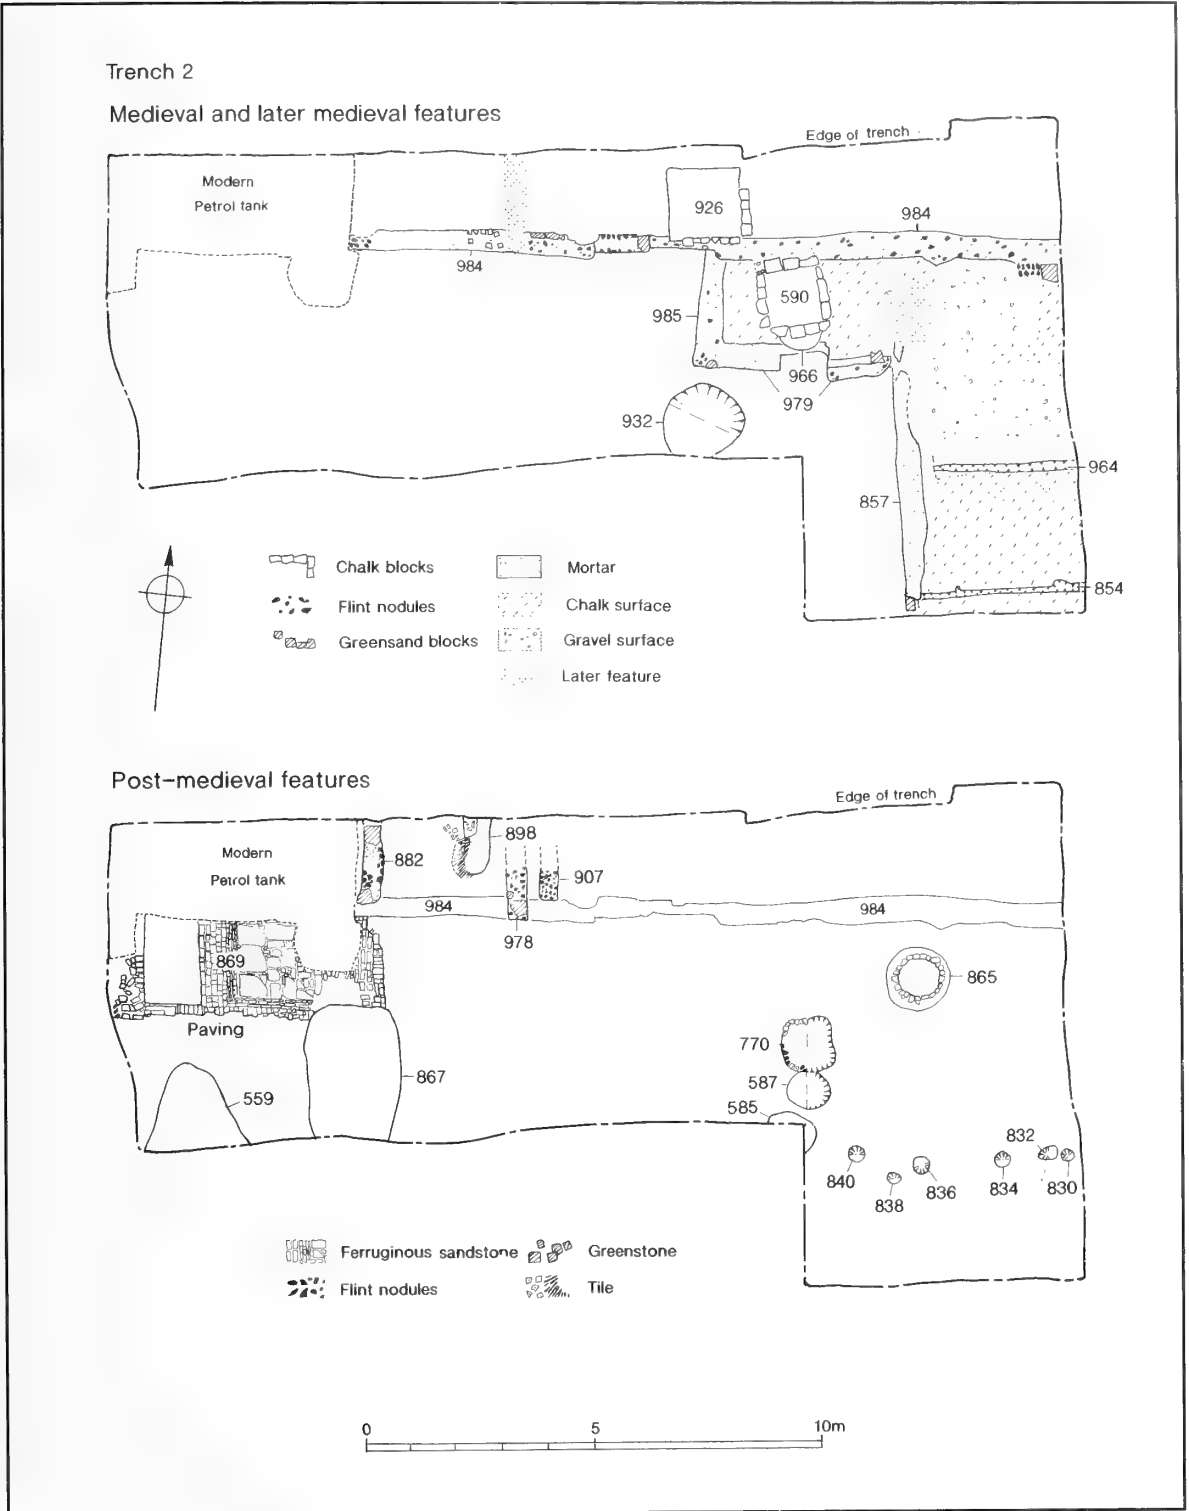 Trench 2
Medieval and later medieval features
Edge of trench
Modern
Petrol tank
926
984
984
590
985
966
979
932
964
857
854
Chalk blocks
Mortar
Flint nodules
Chalk surface
Greensand blocks
Gravel surface
Later feature
Post-medieval features
Edge of trench
898
Modern
882
Petrol tank
907
984
984
978
869
865
Paving
770
867
587
559
585
832
840
836
834
830
838
Ferruginous sandstone
Greenstone
Flint nodules
Tile
0
5
10m